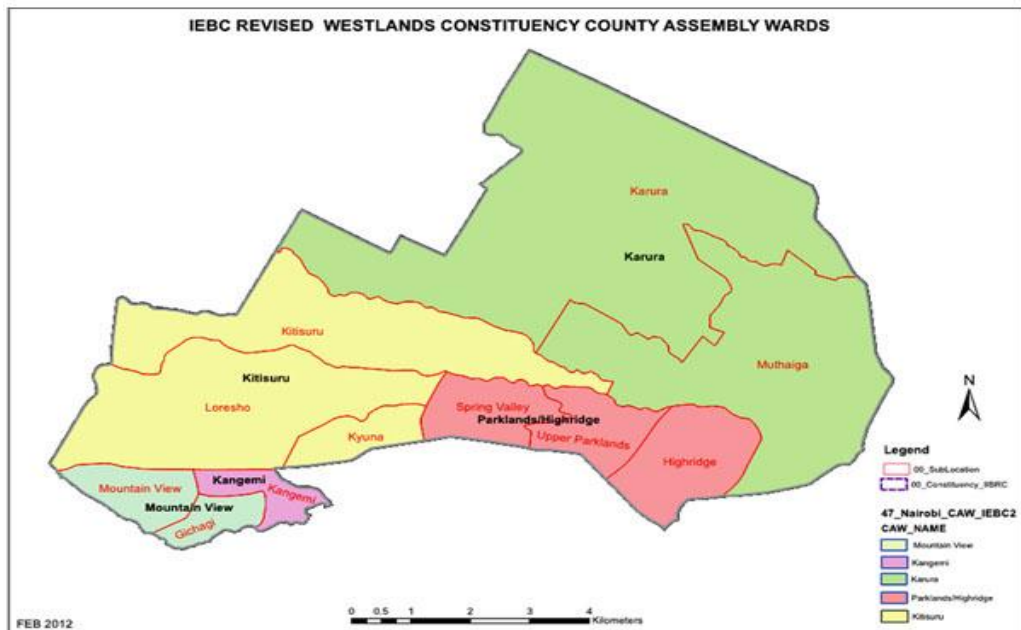 IEBC REVISED WESTLANDS CONSTITUENCY COUNTY ASSEMBLY WARDS
Karura
Karura
Kitisuru
Muthaiga
Kitisuru
Loresho
Spring Valley
Parklands/Highridge
Kyuna
Upper Parklands
Highridge
N
Legend
00_SubLocation
00_Constituency_IIBRC
47_Nairobi_CAW_IEBC2
CAW_NAME
Mountain View
Kangemi
Karura
Parklands/Highridge
Kitisuru
Kangemi
Mountain View
Kangemi
Mountain View
Gichagi
0 0.5 1 2 3 4
Kilometers
FEB 2012